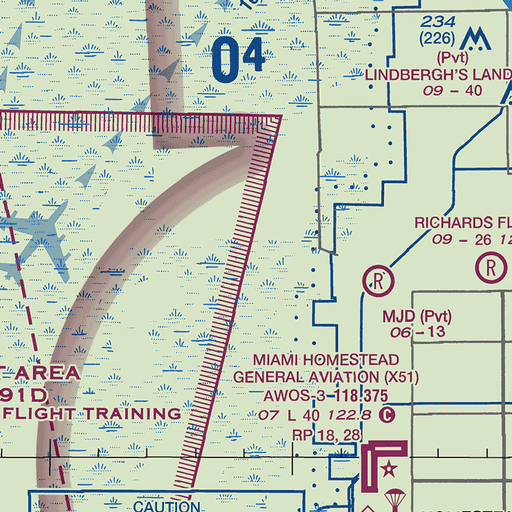 10
04
234
(226)
(Pvt)
LINDBERGH'S LAND
09 - 40
RICHARDS FL
09 - 26 12
R
R
MJD (Pvt)
06 - 13
MIAMI HOMESTEAD
GENERAL AVIATION (X51)
AWOS-3 118.375
07 L 40 122.8 C
RP 18, 28
AREA
91D
FLIGHT TRAINING
CAUTION